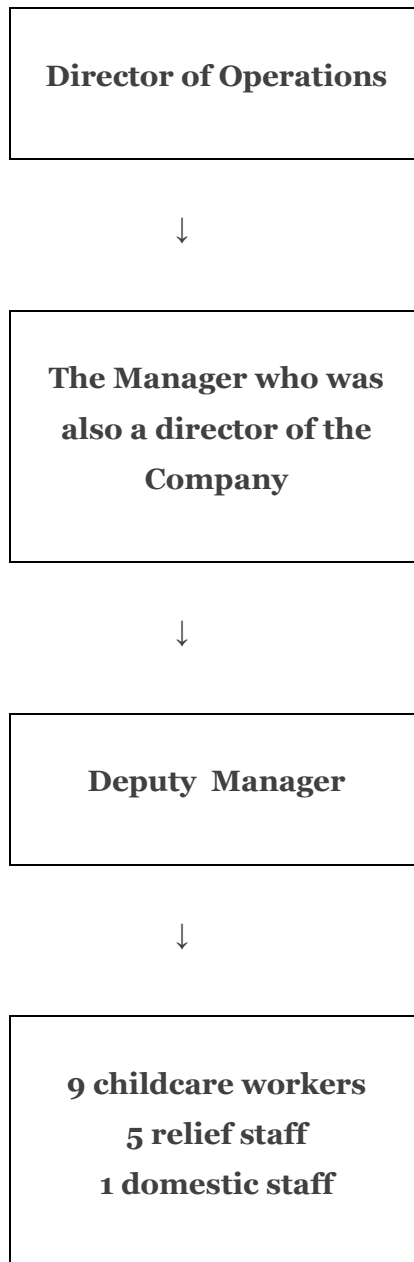 Director of Operations
↓
The Manager who was
also a director of the
Company
↓
Deputy Manager
↓
9 childcare workers
5 relief staff
1 domestic staff